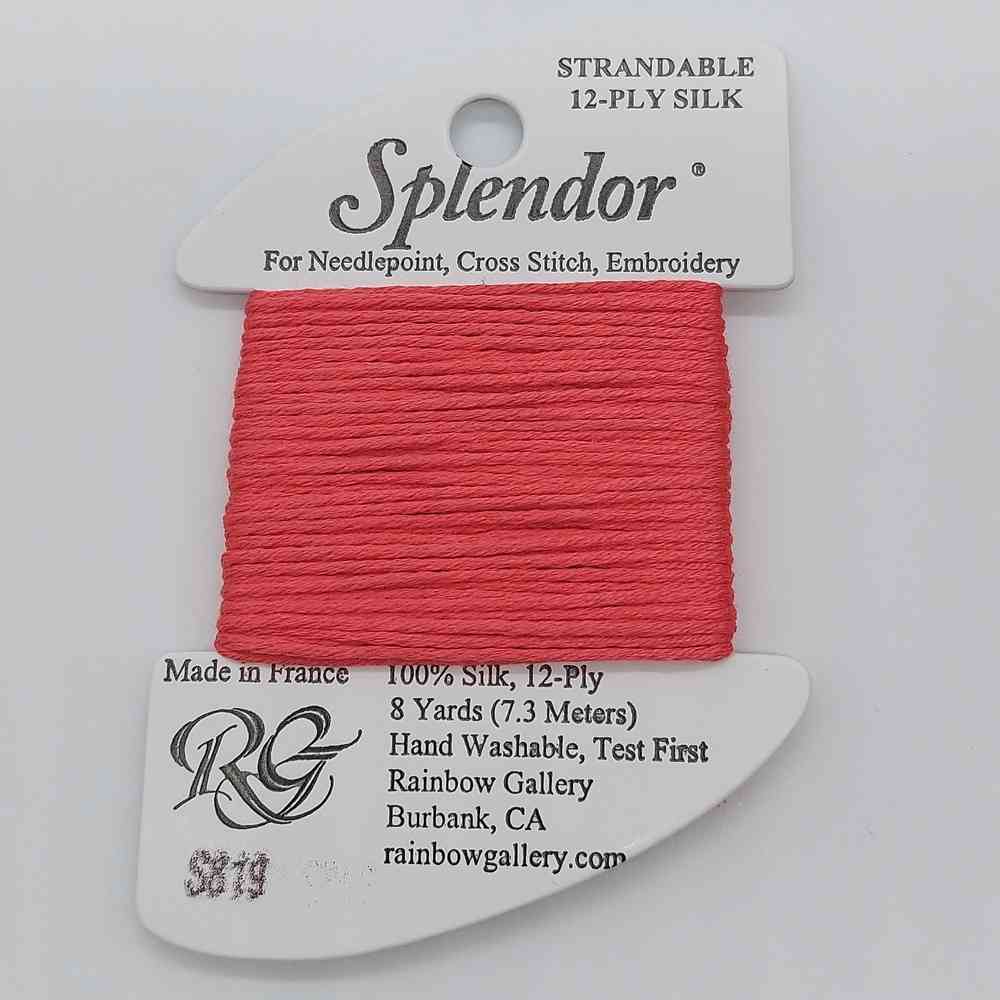 STRANDABLE
12-PLY SILK
Splendor ®
For Needlepoint, Cross Stitch, Embroidery
Made in France
100% Silk, 12-Ply
8 Yards (7.3 Meters)
Hand Washable, Test First
Rainbow Gallery
Burbank, CA
rainbowgallery.com
RG
S819